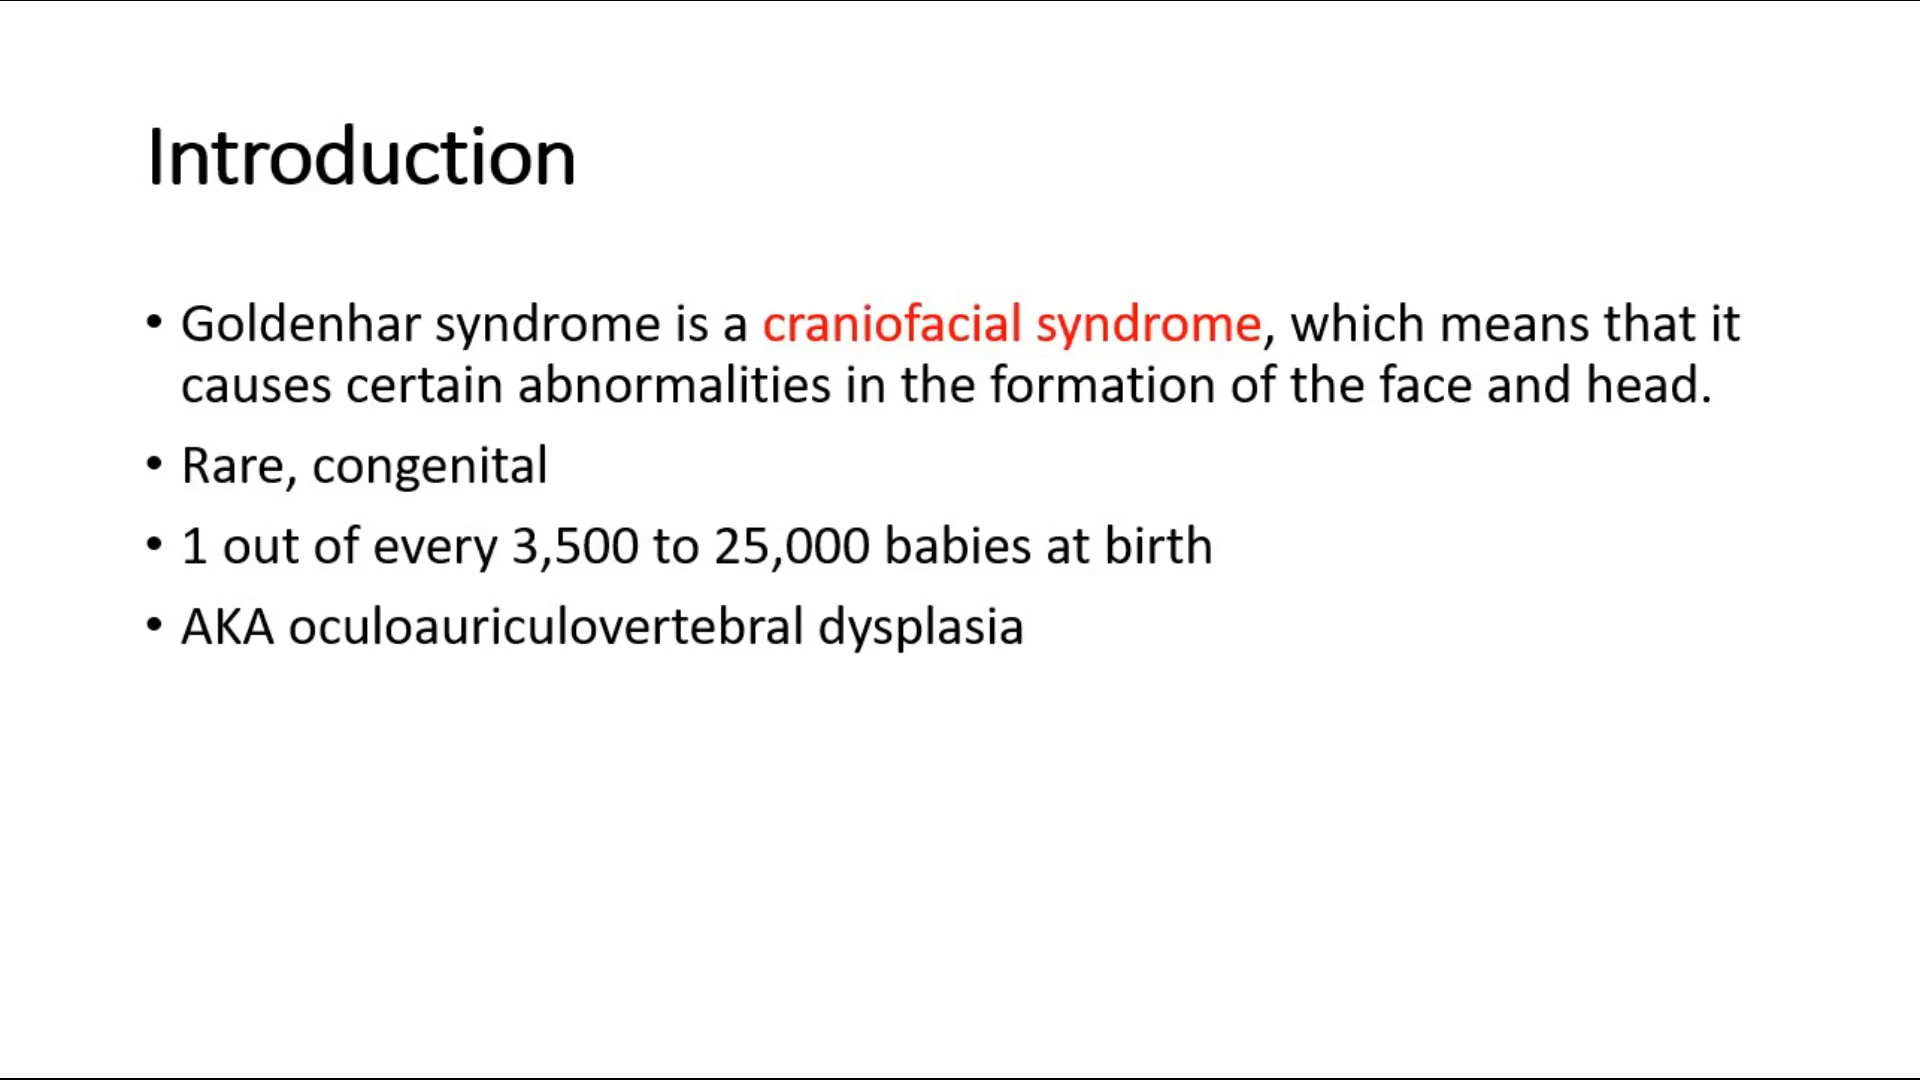 Introduction
• Goldenhar syndrome is a craniofacial syndrome, which means that it
causes certain abnormalities in the formation of the face and head.
• Rare, congenital
• 1 out of every 3,500 to 25,000 babies at birth
• AKA oculoauriculovertebral dysplasia